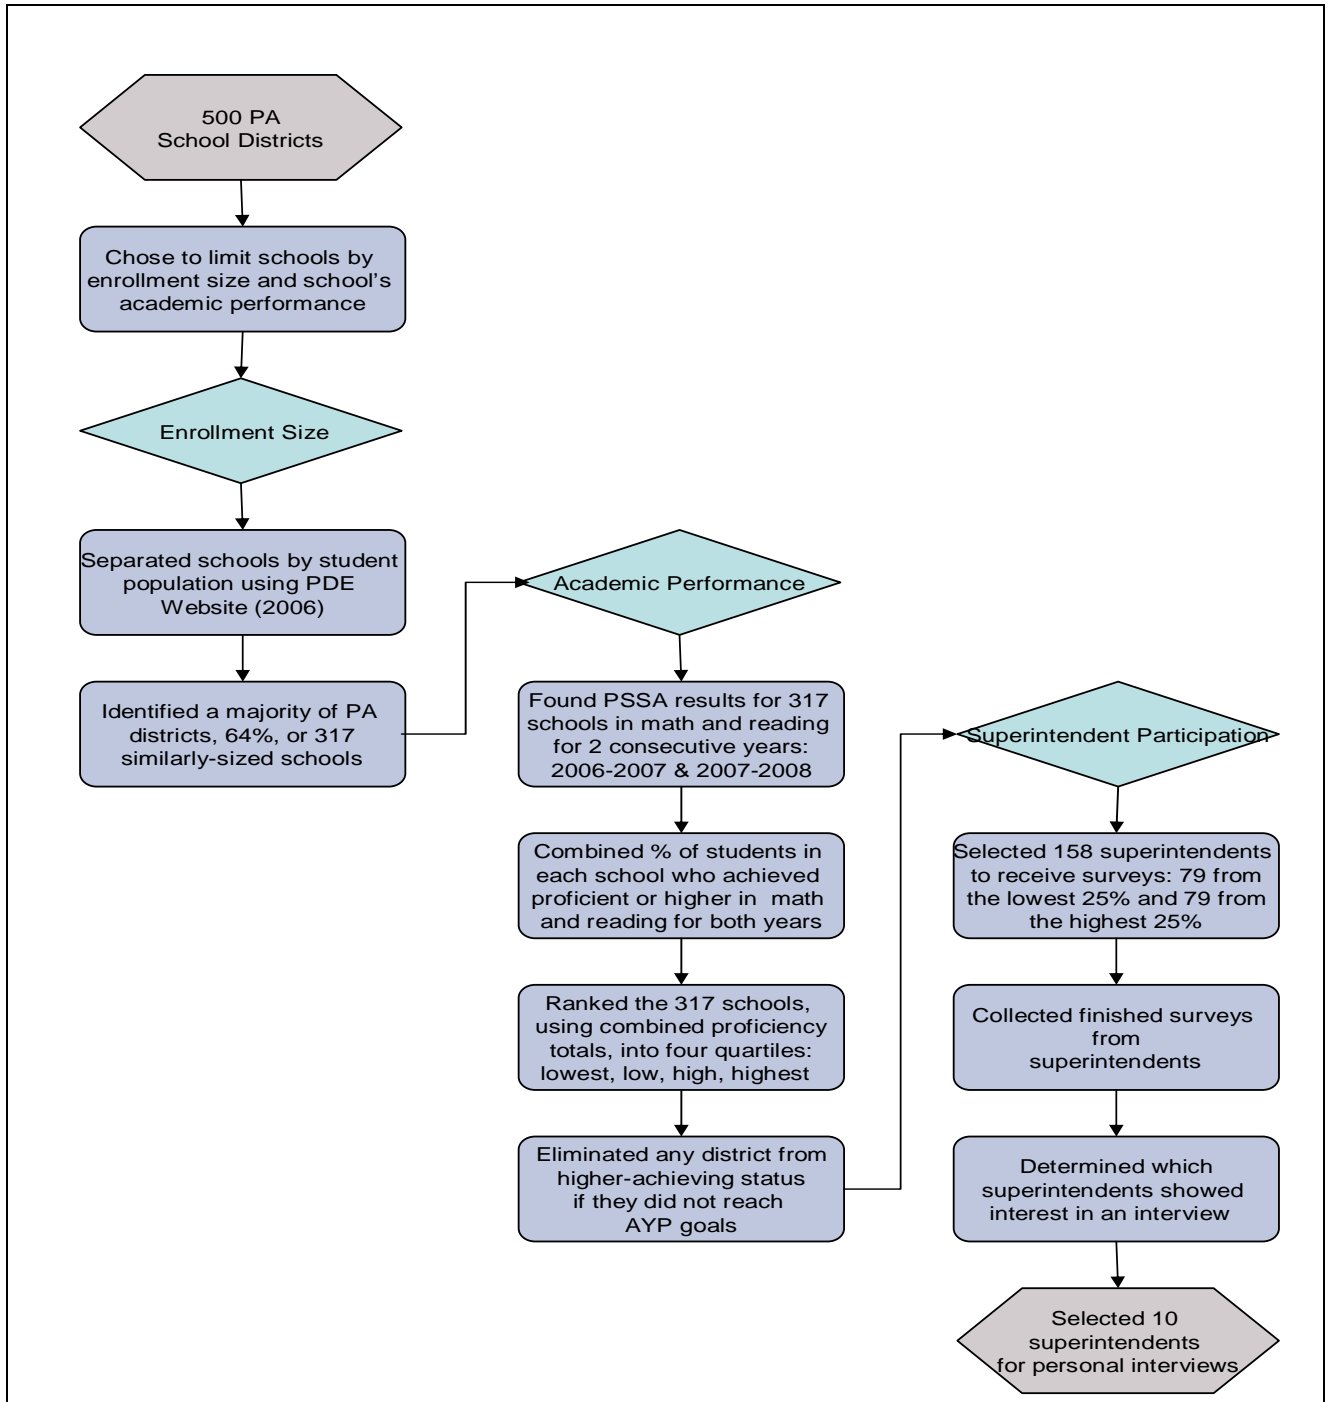 500 PA
School Districts
Chose to limit schools by
enrollment size and school's
academic performance
Enrollment Size
Separated schools by student
population using PDE
Website (2006)
Identified a majority of PA
districts, 64%, or 317
similarly-sized schools
Academic Performance
Found PSSA results for 317
schools in math and reading
for 2 consecutive years:
2006-2007 & 2007-2008
Combined % of students in
each school who achieved
proficient or higher in math
and reading for both years
Ranked the 317 schools,
using combined proficiency
totals, into four quartiles:
lowest, low, high, highest
Eliminated any district from
higher-achieving status
if they did not reach
AYP goals
Superintendent Participation
Selected 158 superintendents
to receive surveys: 79 from
the lowest 25% and 79 from
the highest 25%
Collected finished surveys
from
superintendents
Determined which
superintendents showed
interest in an interview
Selected 10
superintendents
for personal interviews